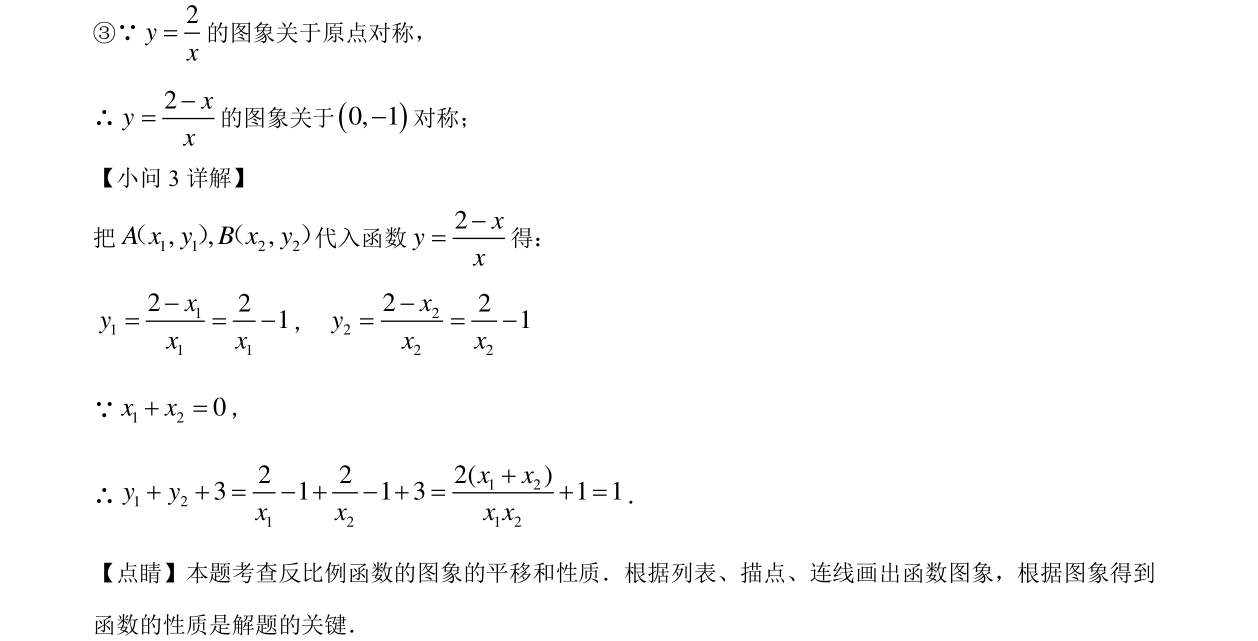 ③∵ y = 2/x 的图象关于原点对称，
∴ y = (2−x)/x 的图象关于(0,−1)对称；
【小问 3 详解】
把 A(x₁, y₁), B(x₂, y₂)代入函数 y = (2−x)/x 得：
y₁ = (2−x₁)/x₁ = 2/x₁ −1， y₂ = (2−x₂)/x₂ = 2/x₂ −1
∵ x₁ + x₂ = 0，
∴ y₁ + y₂ +3 = 2/x₁ −1+ 2/x₂ −1+3 = 2(x₁ + x₂)/x₁x₂ +1=1．
【点睛】本题考查反比例函数的图象的平移和性质．根据列表、描点、连线画出函数图象，根据图象得到
函数的性质是解题的关键．